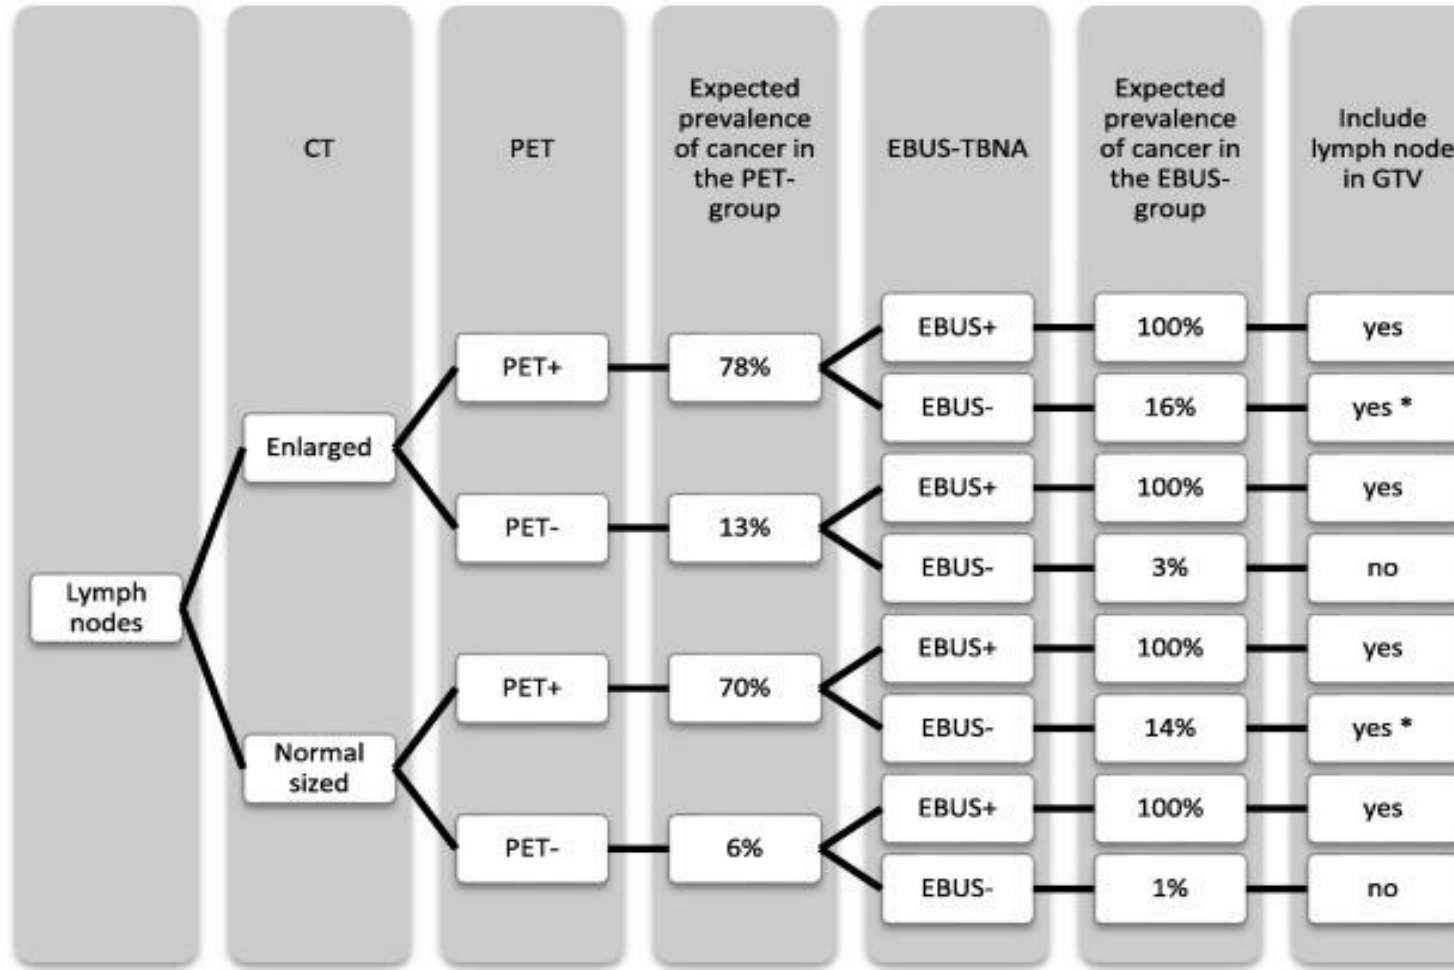 CT
PET
Expected
prevalence
of cancer in
the PET-
group
EBUS-TBNA
Expected
prevalence
of cancer in
the EBUS-
group
Include
lymph node
in GTV
Lymph
nodes
Enlarged
Normal
sized
PET+
PET-
PET+
PET-
78%
13%
70%
6%
EBUS+
EBUS-
EBUS+
EBUS-
EBUS+
EBUS-
EBUS+
EBUS-
100%
16%
100%
3%
100%
14%
100%
1%
yes
yes *
yes
no
yes
yes *
yes
no